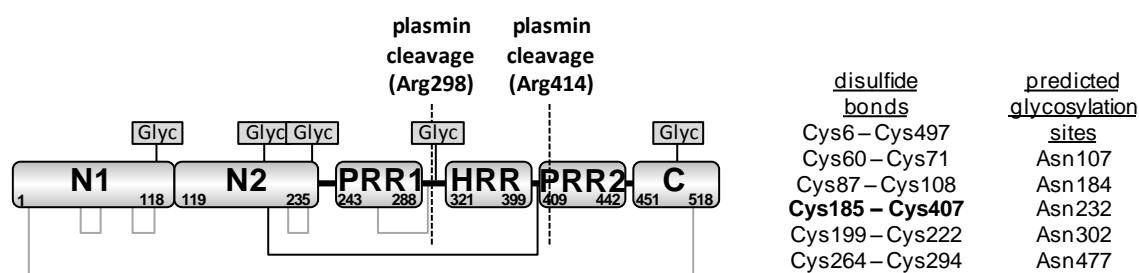 plasmin plasmin
cleavage cleavage
(Arg298) (Arg414)
Glyc Glyc Glyc Glyc Glyc
N1 N2 PRR1 HRR PRR2 C
1 118 119 235 243 288 321 399 409 442 451 518
disulfide predicted
bonds glycosylation
Cys6–Cys497 sites
Cys60–Cys71 Asn107
Cys87–Cys108 Asn184
Cys185–Cys407 Asn232
Cys199–Cys222 Asn302
Cys264–Cys294 Asn477